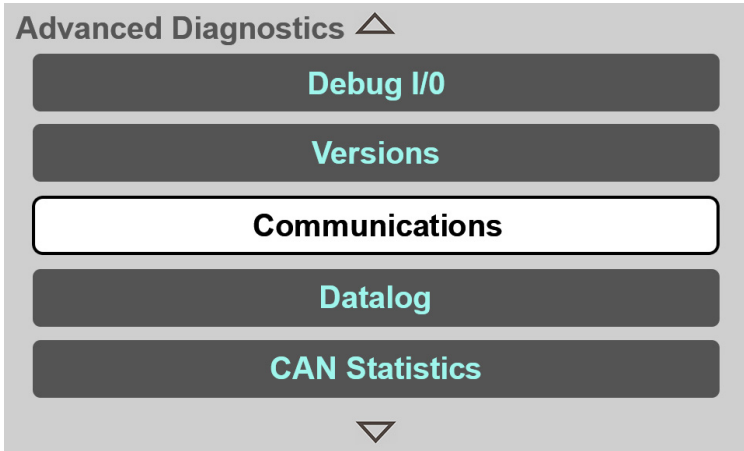 Advanced Diagnostics
Debug I/0
Versions
Communications
Datalog
CAN Statistics